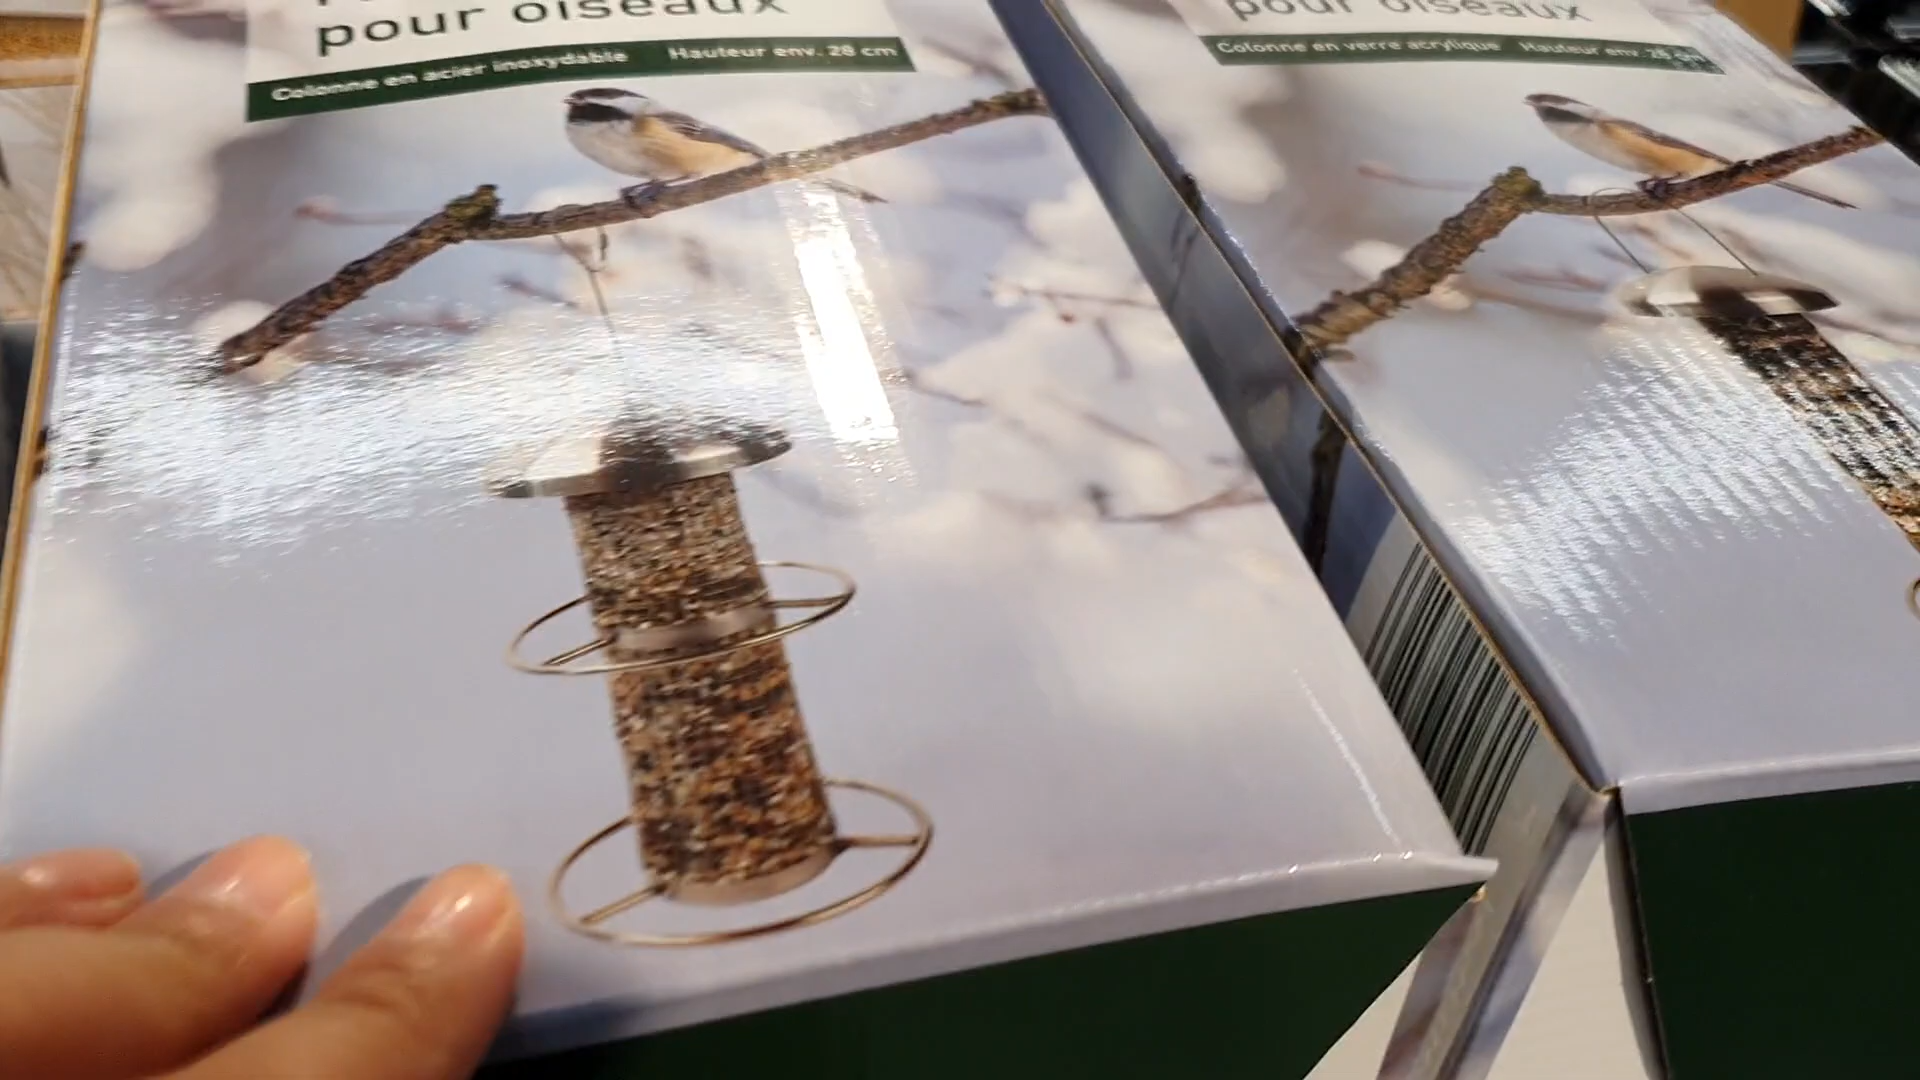 pour oiseaux
Colonne en acier inoxydable Hauteur env. 28 cm
pour oiseaux
Colonne en verre acrylique Hauteur env. 28 cm